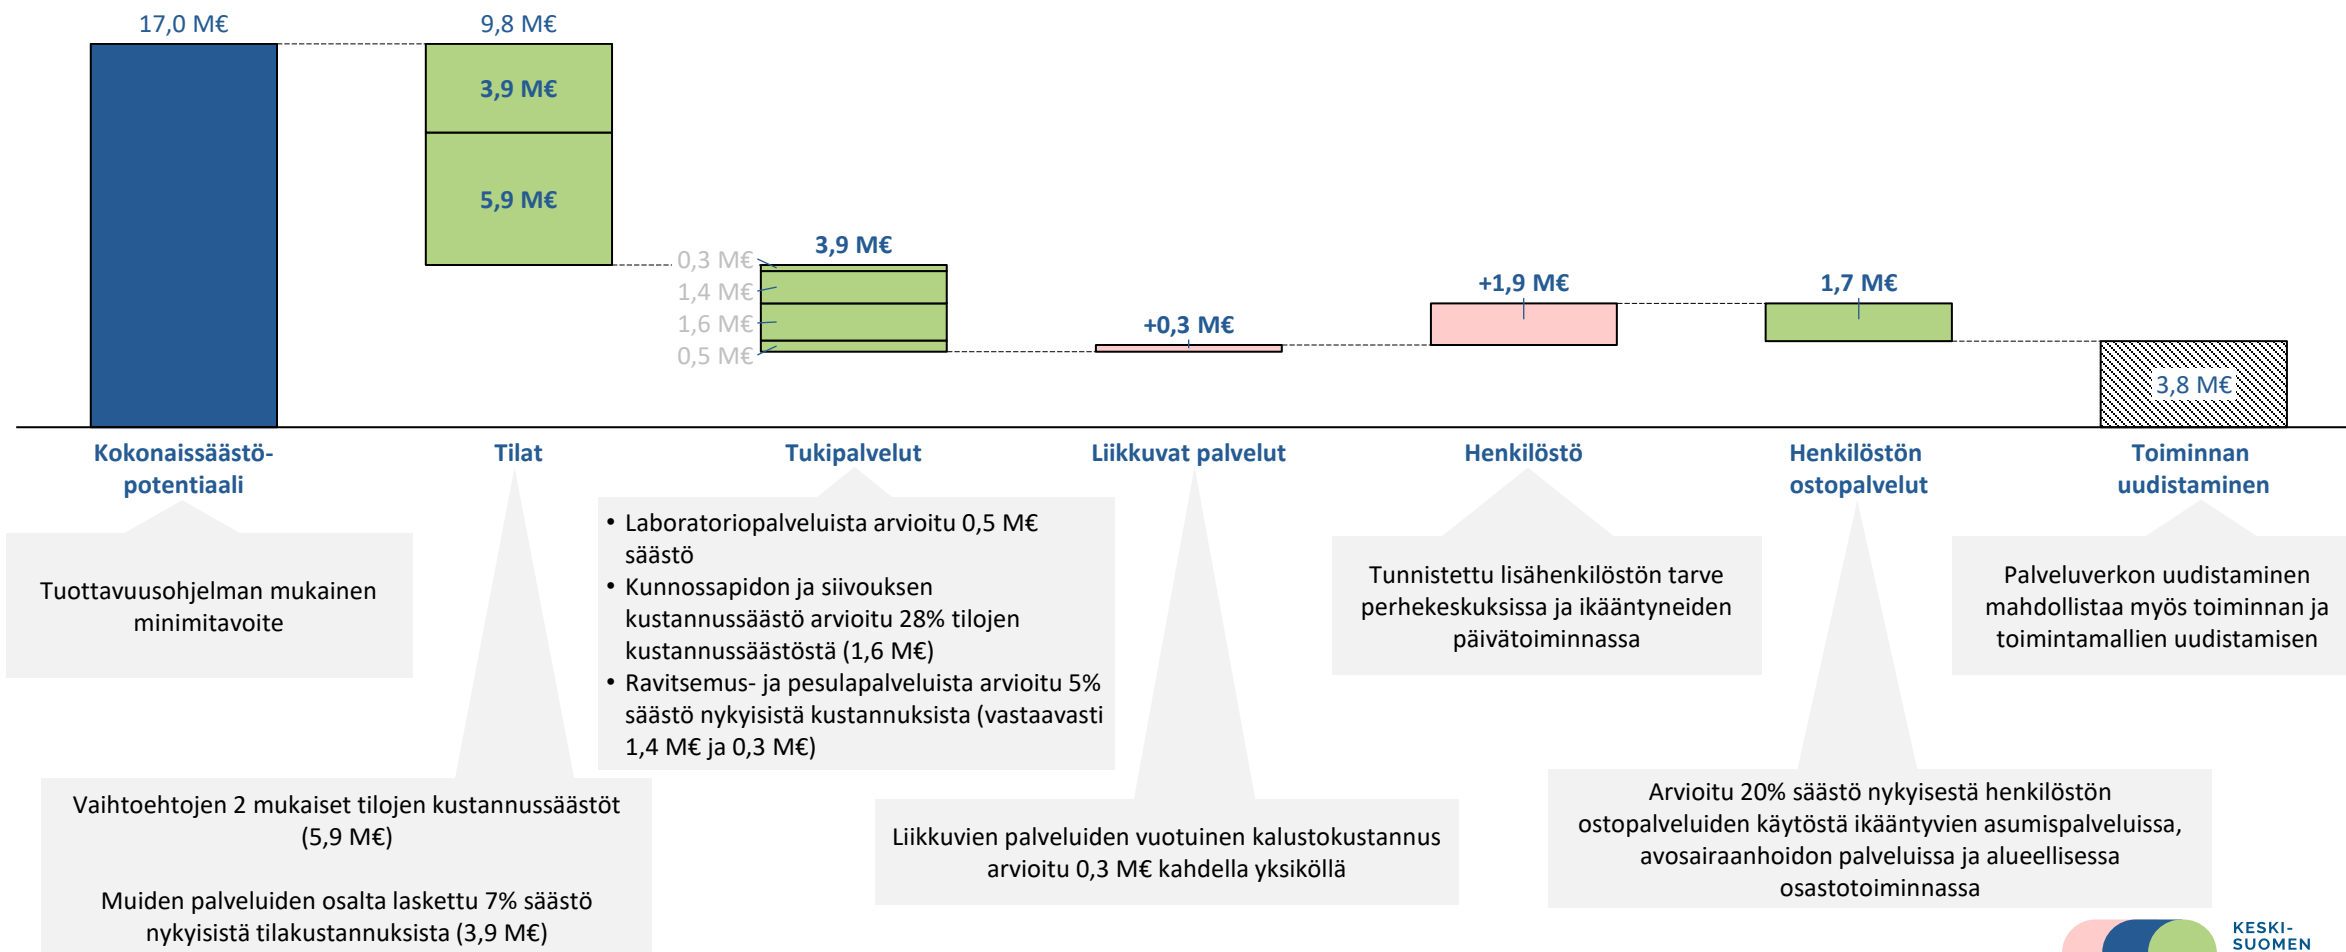 17,0 M€
9,8 M€
3,9 M€
5,9 M€
3,9 M€
0,3 M€
1,4 M€
1,6 M€
0,5 M€
+0,3 M€
+1,9 M€
1,7 M€
3,8 M€
Kokonaissäästö-
potentiaali
Tilat
Tukipalvelut
Liikkuvat palvelut
Henkilöstö
Henkilöstön
ostopalvelut
Toiminnan
uudistaminen
Tuottavuusohjelman mukainen
minimitavoite
Vaihtoehtojen 2 mukaiset tilojen kustannussäästöt
(5,9 M€)
Muiden palveluiden osalta laskettu 7% säästö
nykyisistä tilakustannuksista (3,9 M€)
• Laboratoriopalveluista arvioitu 0,5 M€
säästö
• Kunnossapidon ja siivouksen
kustannussäästö arvioitu 28% tilojen
kustannussäästöstä (1,6 M€)
• Ravitsemus- ja pesulapalveluista arvioitu 5%
säästö nykyisistä kustannuksista (vastaavasti
1,4 M€ ja 0,3 M€)
Liikkuvien palveluiden vuotuinen kalustokustannus
arvioitu 0,3 M€ kahdella yksiköllä
Tunnistettu lisähenkilöstön tarve
perhekeskuksissa ja ikääntyneiden
päivätoiminnassa
Arvioitu 20% säästö nykyisestä henkilöstön
ostopalveluiden käytöstä ikääntyvien asumispalveluissa,
avosairaanhoidon palveluissa ja alueellisessa
osastotoiminnassa
Palveluverkon uudistaminen
mahdollistaa myös toiminnan ja
toimintamallien uudistamisen
KESKI-
SUOMEN